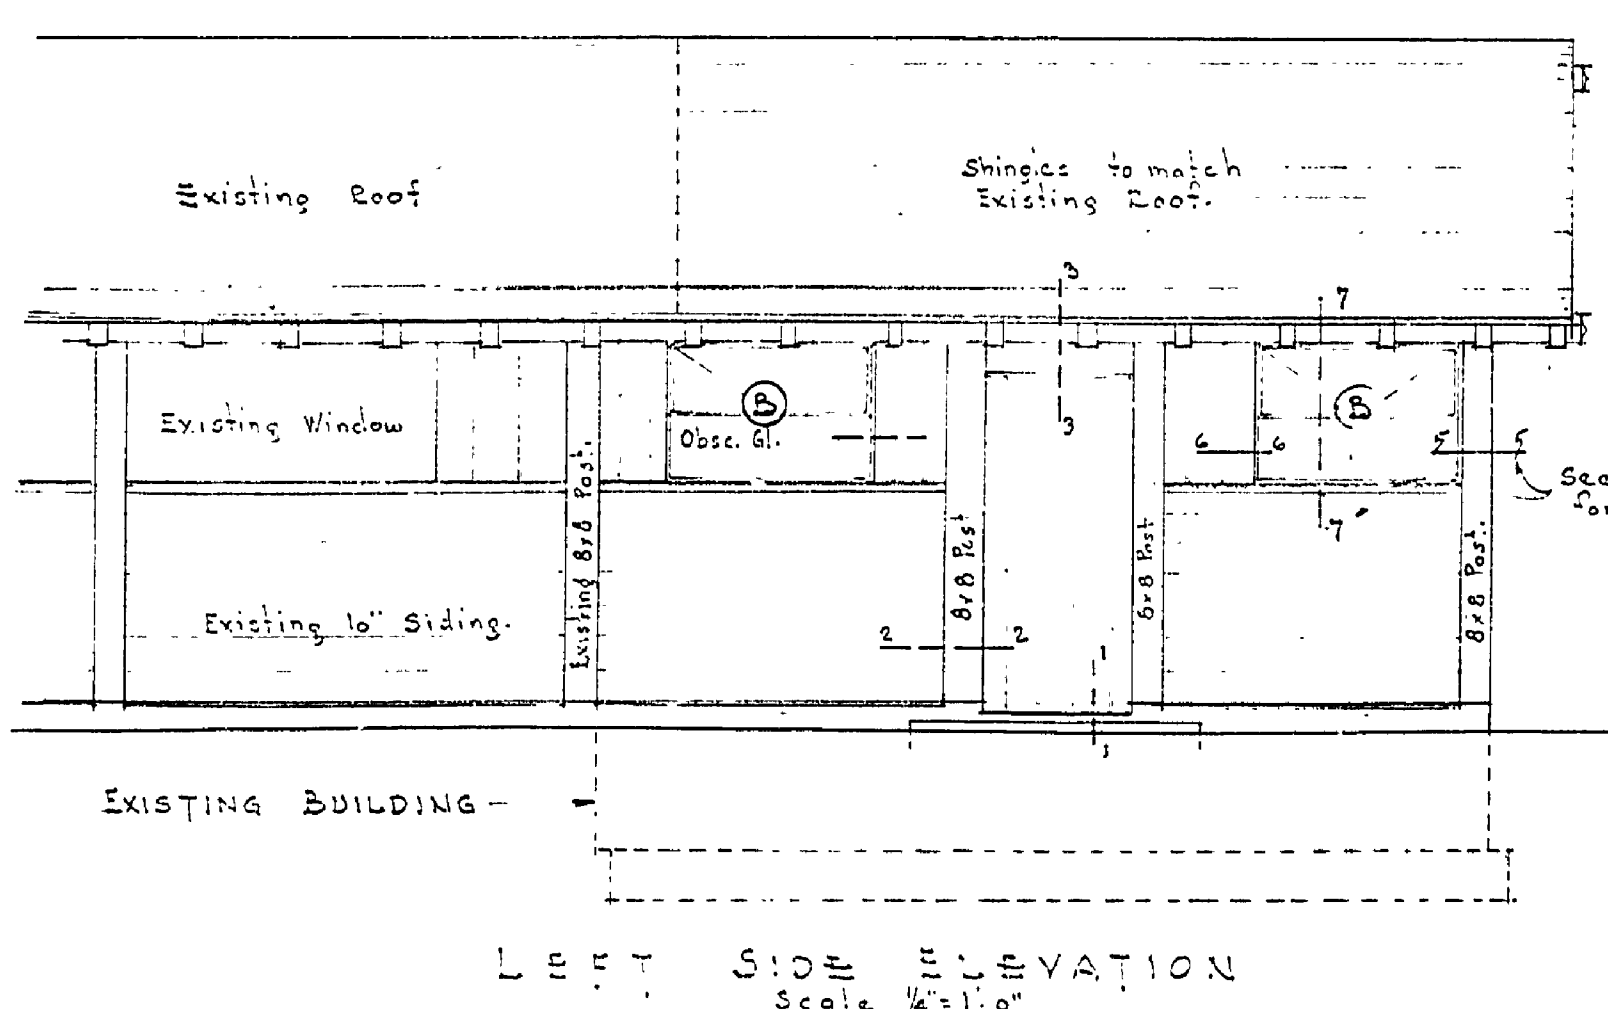 Existing Roof
Shingles to match
Existing Roof.
3
7
Existing Window
B
Obsc. Gl.
3
B
6
6
5
5
See
for
7
Existing 8x8 Post.
8x8 Post
8x8 Post
8x8 Post.
Existing 10" Siding.
2
2
1
1
EXISTING BUILDING -
LEFT SIDE ELEVATION
Scale 1/4" = 1'-0"